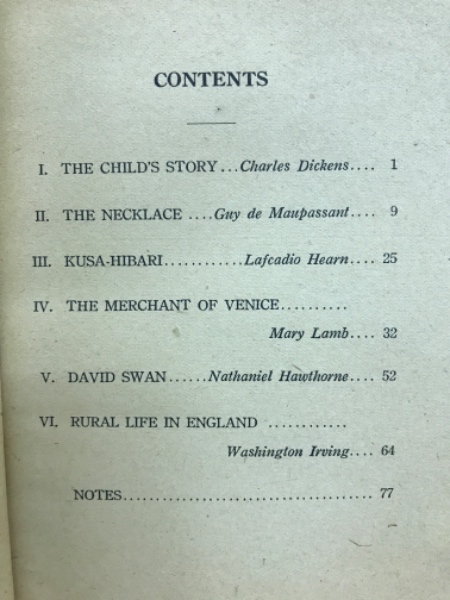 CONTENTS
I. THE CHILD'S STORY...Charles Dickens.... 1
II. THE NECKLACE ....Guy de Maupassant.... 9
III. KUSA-HIBARI............Lafcadio Hearn.... 25
IV. THE MERCHANT OF VENICE..........
Mary Lamb.... 32
V. DAVID SWAN......Nathaniel Hawthorne.... 52
VI. RURAL LIFE IN ENGLAND ............
Washington Irving.... 64
NOTES...................................... 77